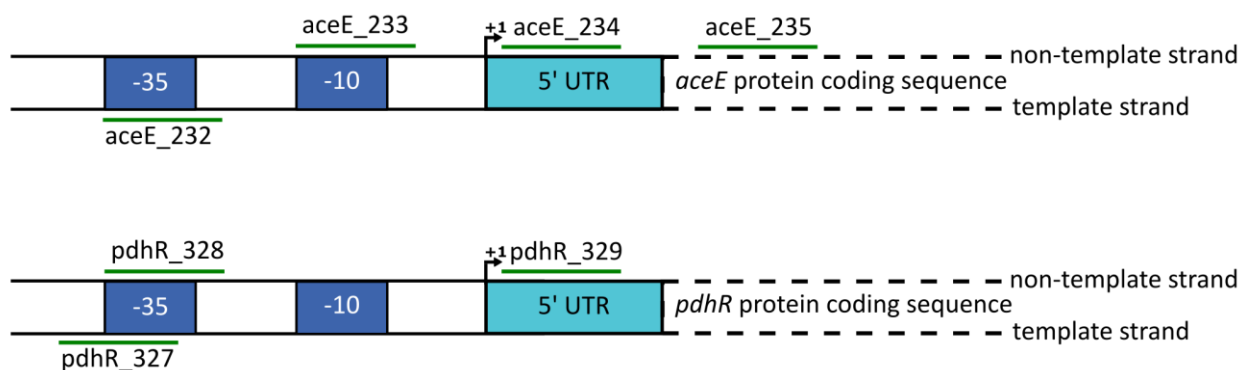 aceE_233
+1 aceE_234
aceE_235
non-template strand
-35
-10
5' UTR
aceE protein coding sequence
template strand
aceE_232
pdhR_328
+1 pdhR_329
non-template strand
-35
-10
5' UTR
pdhR protein coding sequence
template strand
pdhR_327